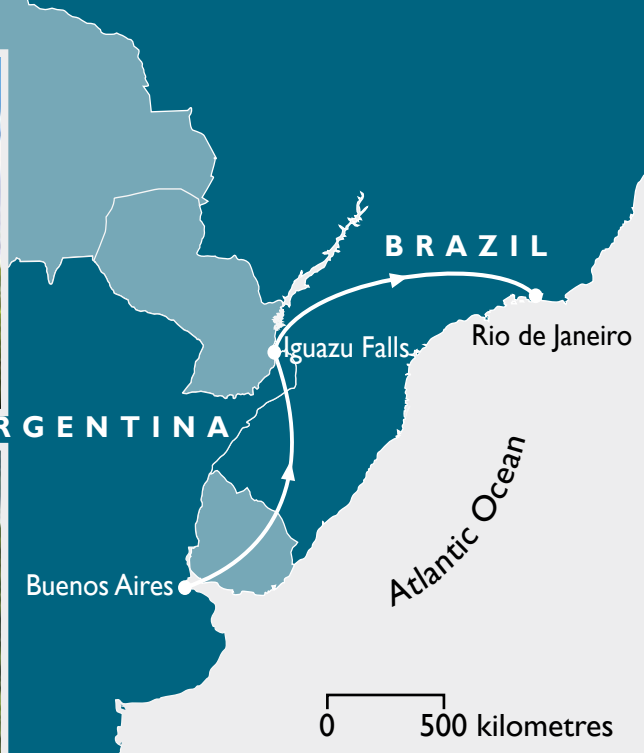 BRAZIL
Rio de Janeiro
Iguazu Falls
RGENTINA
Atlantic Ocean
Buenos Aires
0 500 kilometres